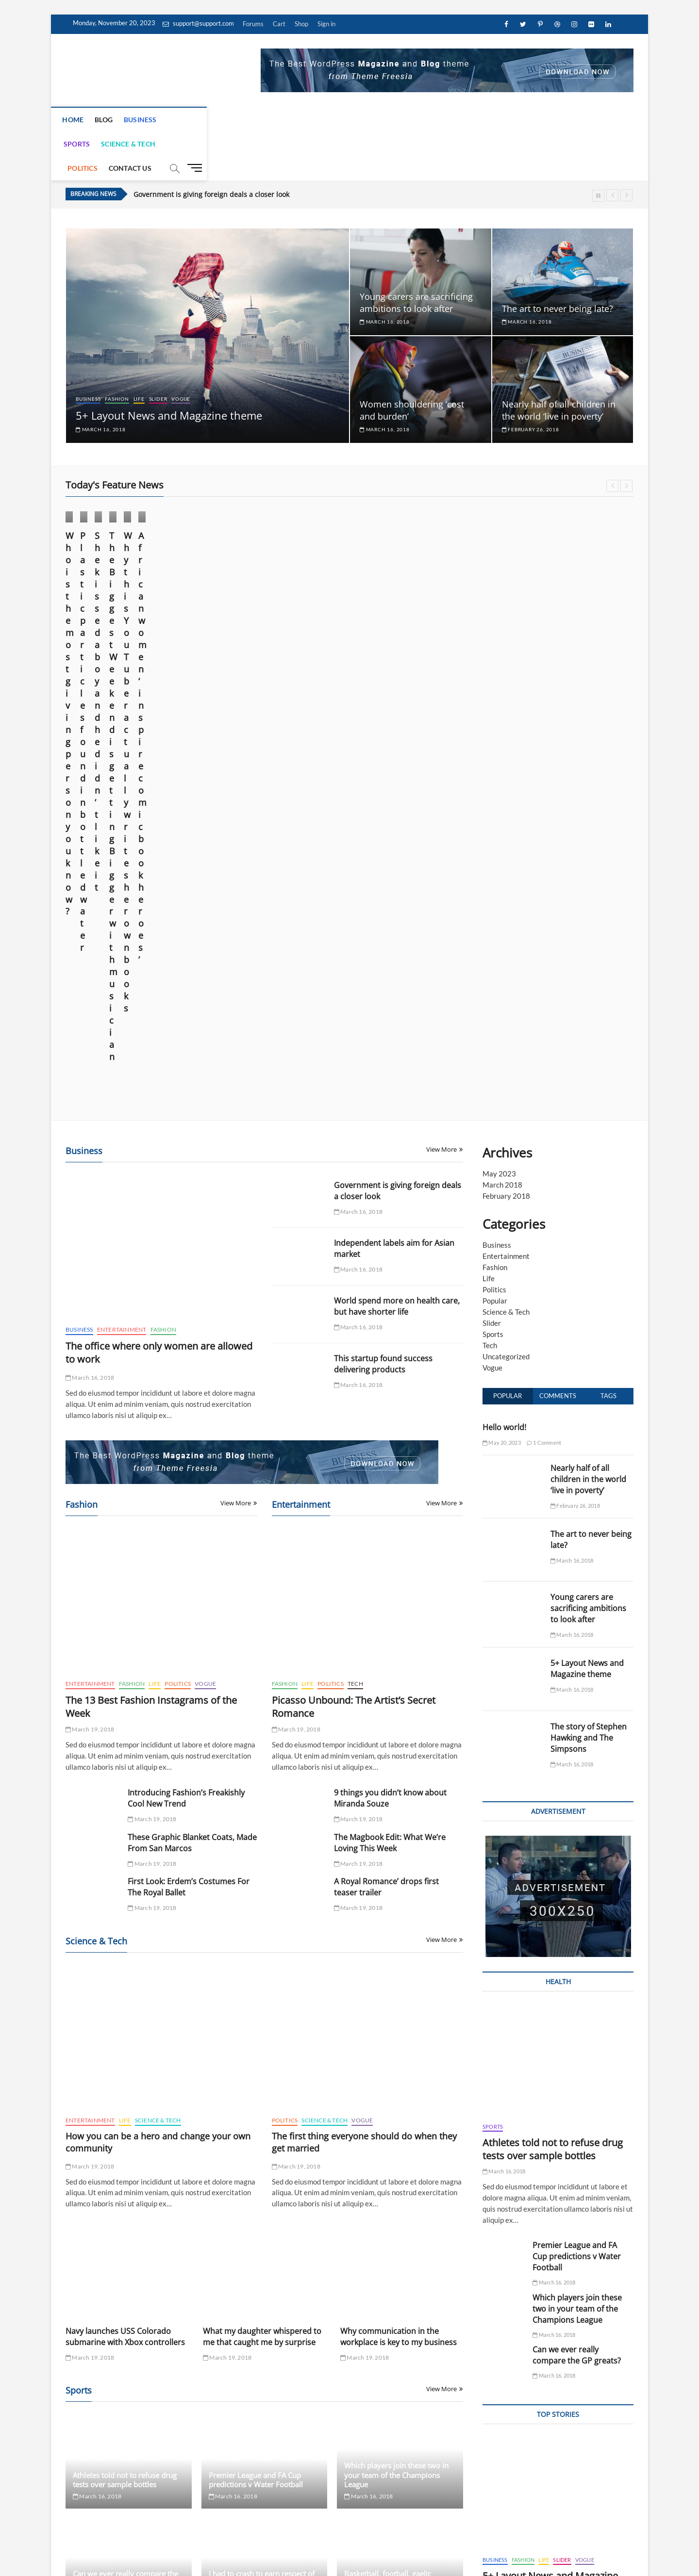 Monday, November 20, 2023
support@support.com
Forums
Cart
Shop
Sign in
The Best WordPress Magazine and Blog theme
from Theme Freesia
DOWNLOAD NOW
HOME
BLOG
BUSINESS
SPORTS
SCIENCE & TECH
POLITICS
CONTACT US
BREAKING NEWS
Government is giving foreign deals a closer look
BUSINESS FASHION LIFE SLIDER VOGUE
5+ Layout News and Magazine theme
MARCH 16, 2018
Young carers are sacrificing
ambitions to look after
MARCH 16, 2018
The art to never being late?
MARCH 16, 2018
Women shouldering 'cost
and burden'
MARCH 16, 2018
Nearly half of all children in
the world 'live in poverty'
FEBRUARY 26, 2018
Today's Feature News
Who is the most giving person you know?
Plastic particles found in bottled water
She kissed a boy and he didn't like it
The Biggest Weekend is getting Bigger with musician
Why this YouTuber actually writes her own books
African women 'inspire comic book heroes'
Business
View More »
BUSINESS ENTERTAINMENT FASHION
The office where only women are allowed
to work
March 16, 2018
Sed do eiusmod tempor incididunt ut labore et dolore magna
aliqua. Ut enim ad minim veniam, quis nostrud exercitation
ullamco laboris nisi ut aliquip ex…
Government is giving foreign deals
a closer look
March 16, 2018
Independent labels aim for Asian
market
March 16, 2018
World spend more on health care,
but have shorter life
March 16, 2018
This startup found success
delivering products
March 16, 2018
The Best WordPress Magazine and Blog theme
from Theme Freesia
DOWNLOAD NOW
Fashion
View More »
ENTERTAINMENT FASHION LIFE POLITICS VOGUE
The 13 Best Fashion Instagrams of the
Week
March 19, 2018
Sed do eiusmod tempor incididunt ut labore et dolore magna
aliqua. Ut enim ad minim veniam, quis nostrud exercitation
ullamco laboris nisi ut aliquip ex…
Introducing Fashion's Freakishly
Cool New Trend
March 19, 2018
These Graphic Blanket Coats, Made
From San Marcos
March 19, 2018
First Look: Erdem's Costumes For
The Royal Ballet
March 19, 2018
Entertainment
View More »
FASHION LIFE POLITICS TECH
Picasso Unbound: The Artist's Secret
Romance
March 19, 2018
Sed do eiusmod tempor incididunt ut labore et dolore magna
aliqua. Ut enim ad minim veniam, quis nostrud exercitation
ullamco laboris nisi ut aliquip ex…
9 things you didn't know about
Miranda Souze
March 19, 2018
The Magbook Edit: What We're
Loving This Week
March 19, 2018
A Royal Romance' drops first
teaser trailer
March 19, 2018
Science & Tech
View More »
ENTERTAINMENT LIFE SCIENCE & TECH
How you can be a hero and change your own
community
March 19, 2018
Sed do eiusmod tempor incididunt ut labore et dolore magna
aliqua. Ut enim ad minim veniam, quis nostrud exercitation
ullamco laboris nisi ut aliquip ex…
POLITICS SCIENCE & TECH VOGUE
The first thing everyone should do when they
get married
March 19, 2018
Sed do eiusmod tempor incididunt ut labore et dolore magna
aliqua. Ut enim ad minim veniam, quis nostrud exercitation
ullamco laboris nisi ut aliquip ex…
Navy launches USS Colorado
submarine with Xbox controllers
March 19, 2018
What my daughter whispered to
me that caught me by surprise
March 19, 2018
Why communication in the
workplace is key to my business
March 19, 2018
Sports
View More »
Athletes told not to refuse drug
tests over sample bottles
March 16, 2018
Premier League and FA Cup
predictions v Water Football
March 16, 2018
Which players join these two in
your team of the Champions
League
March 16, 2018
Can we ever really compare the
I had to crash to earn respect of
Basketball, football, gaelic
Archives
May 2023
March 2018
February 2018
Categories
Business
Entertainment
Fashion
Life
Politics
Popular
Science & Tech
Slider
Sports
Tech
Uncategorized
Vogue
POPULAR
COMMENTS
TAGS
Hello world!
May 20, 2023
1 Comment
Nearly half of all
children in the world
'live in poverty'
February 26, 2018
The art to never being
late?
March 16, 2018
Young carers are
sacrificing ambitions
to look after
March 16, 2018
5+ Layout News and
Magazine theme
March 16, 2018
The story of Stephen
Hawking and The
Simpsons
March 16, 2018
ADVERTISEMENT
ADVERTISEMENT
300X250
HEALTH
SPORTS
Athletes told not to refuse drug
tests over sample bottles
March 16, 2018
Sed do eiusmod tempor incididunt ut labore et
dolore magna aliqua. Ut enim ad minim veniam,
quis nostrud exercitation ullamco laboris nisi ut
aliquip ex…
Premier League and FA
Cup predictions v Water
Football
March 16, 2018
Which players join these
two in your team of the
Champions League
March 16, 2018
Can we ever really
compare the GP greats?
March 16, 2018
TOP STORIES
BUSINESS FASHION LIFE SLIDER VOGUE
5+ Layout News and Magazine